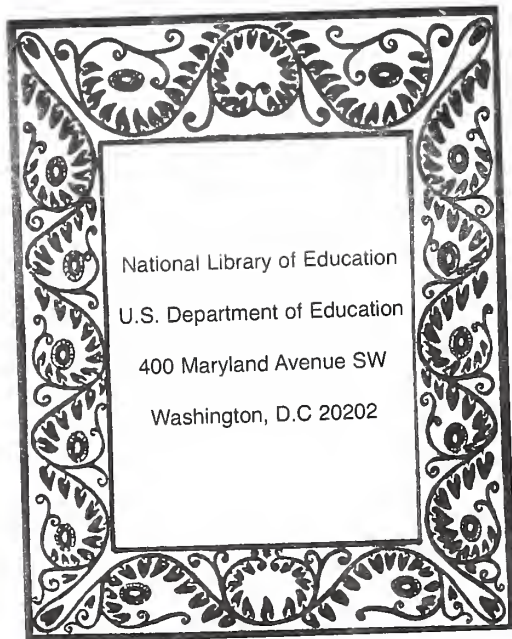 National Library of Education
U.S. Department of Education
400 Maryland Avenue SW
Washington, D.C 20202